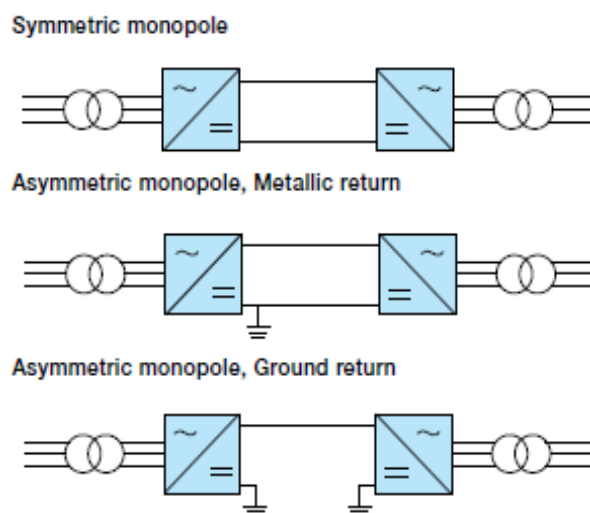 Symmetric monopole
Asymmetric monopole, Metallic return
Asymmetric monopole, Ground return